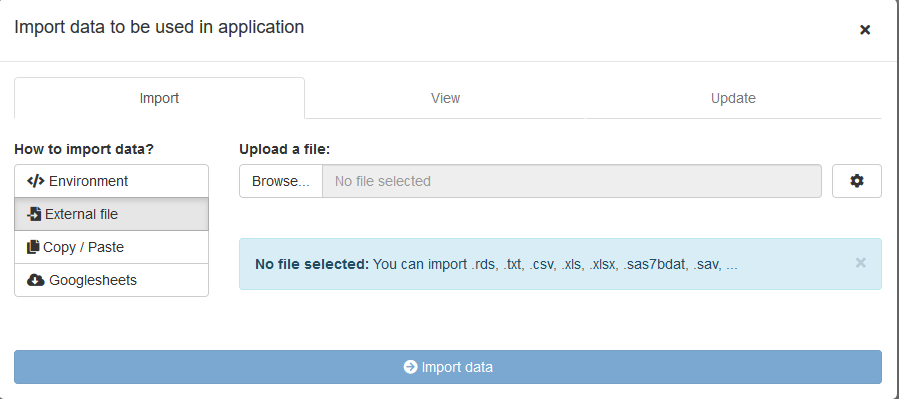 Import data to be used in application
Import
View
Update
How to import data?
Environment
External file
Copy / Paste
Googlesheets
Upload a file:
Browse... No file selected
No file selected: You can import .rds, .txt, .csv, .xls, .xlsx, .sas7bdat, .sav, ...
Import data